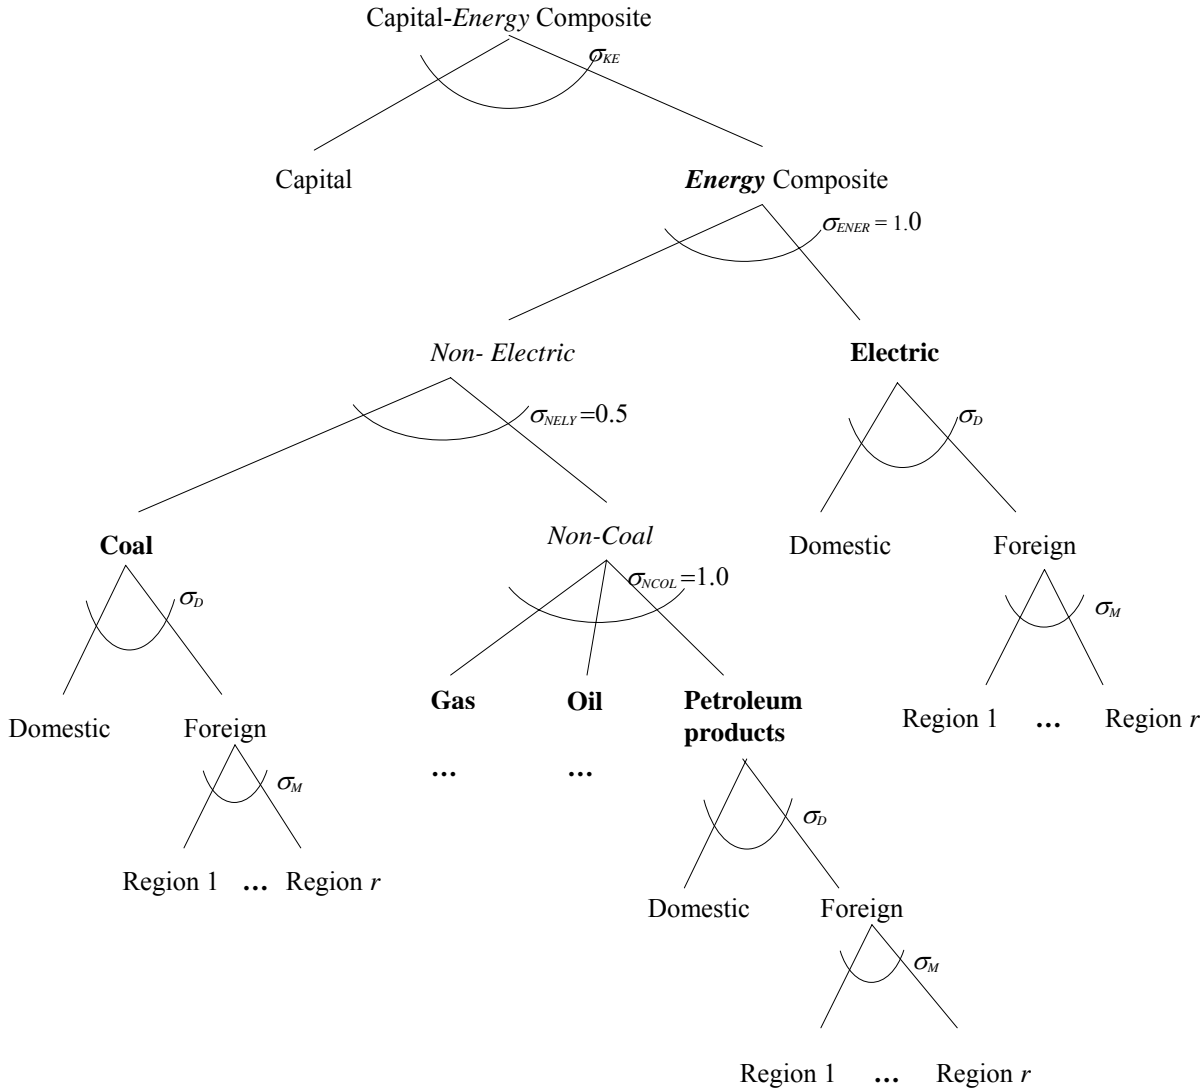 Capital-Energy Composite
σKE
Capital
Energy Composite
σENER = 1.0
Non- Electric
Electric
σNELY =0.5
σD
Coal
Non-Coal
Domestic
Foreign
σNCOL =1.0
σD
σM
Gas
Oil
Petroleum
products
Region 1 ... Region r
Domestic
Foreign
...
...
σM
σD
Region 1 ... Region r
Domestic
Foreign
σM
Region 1 ... Region r